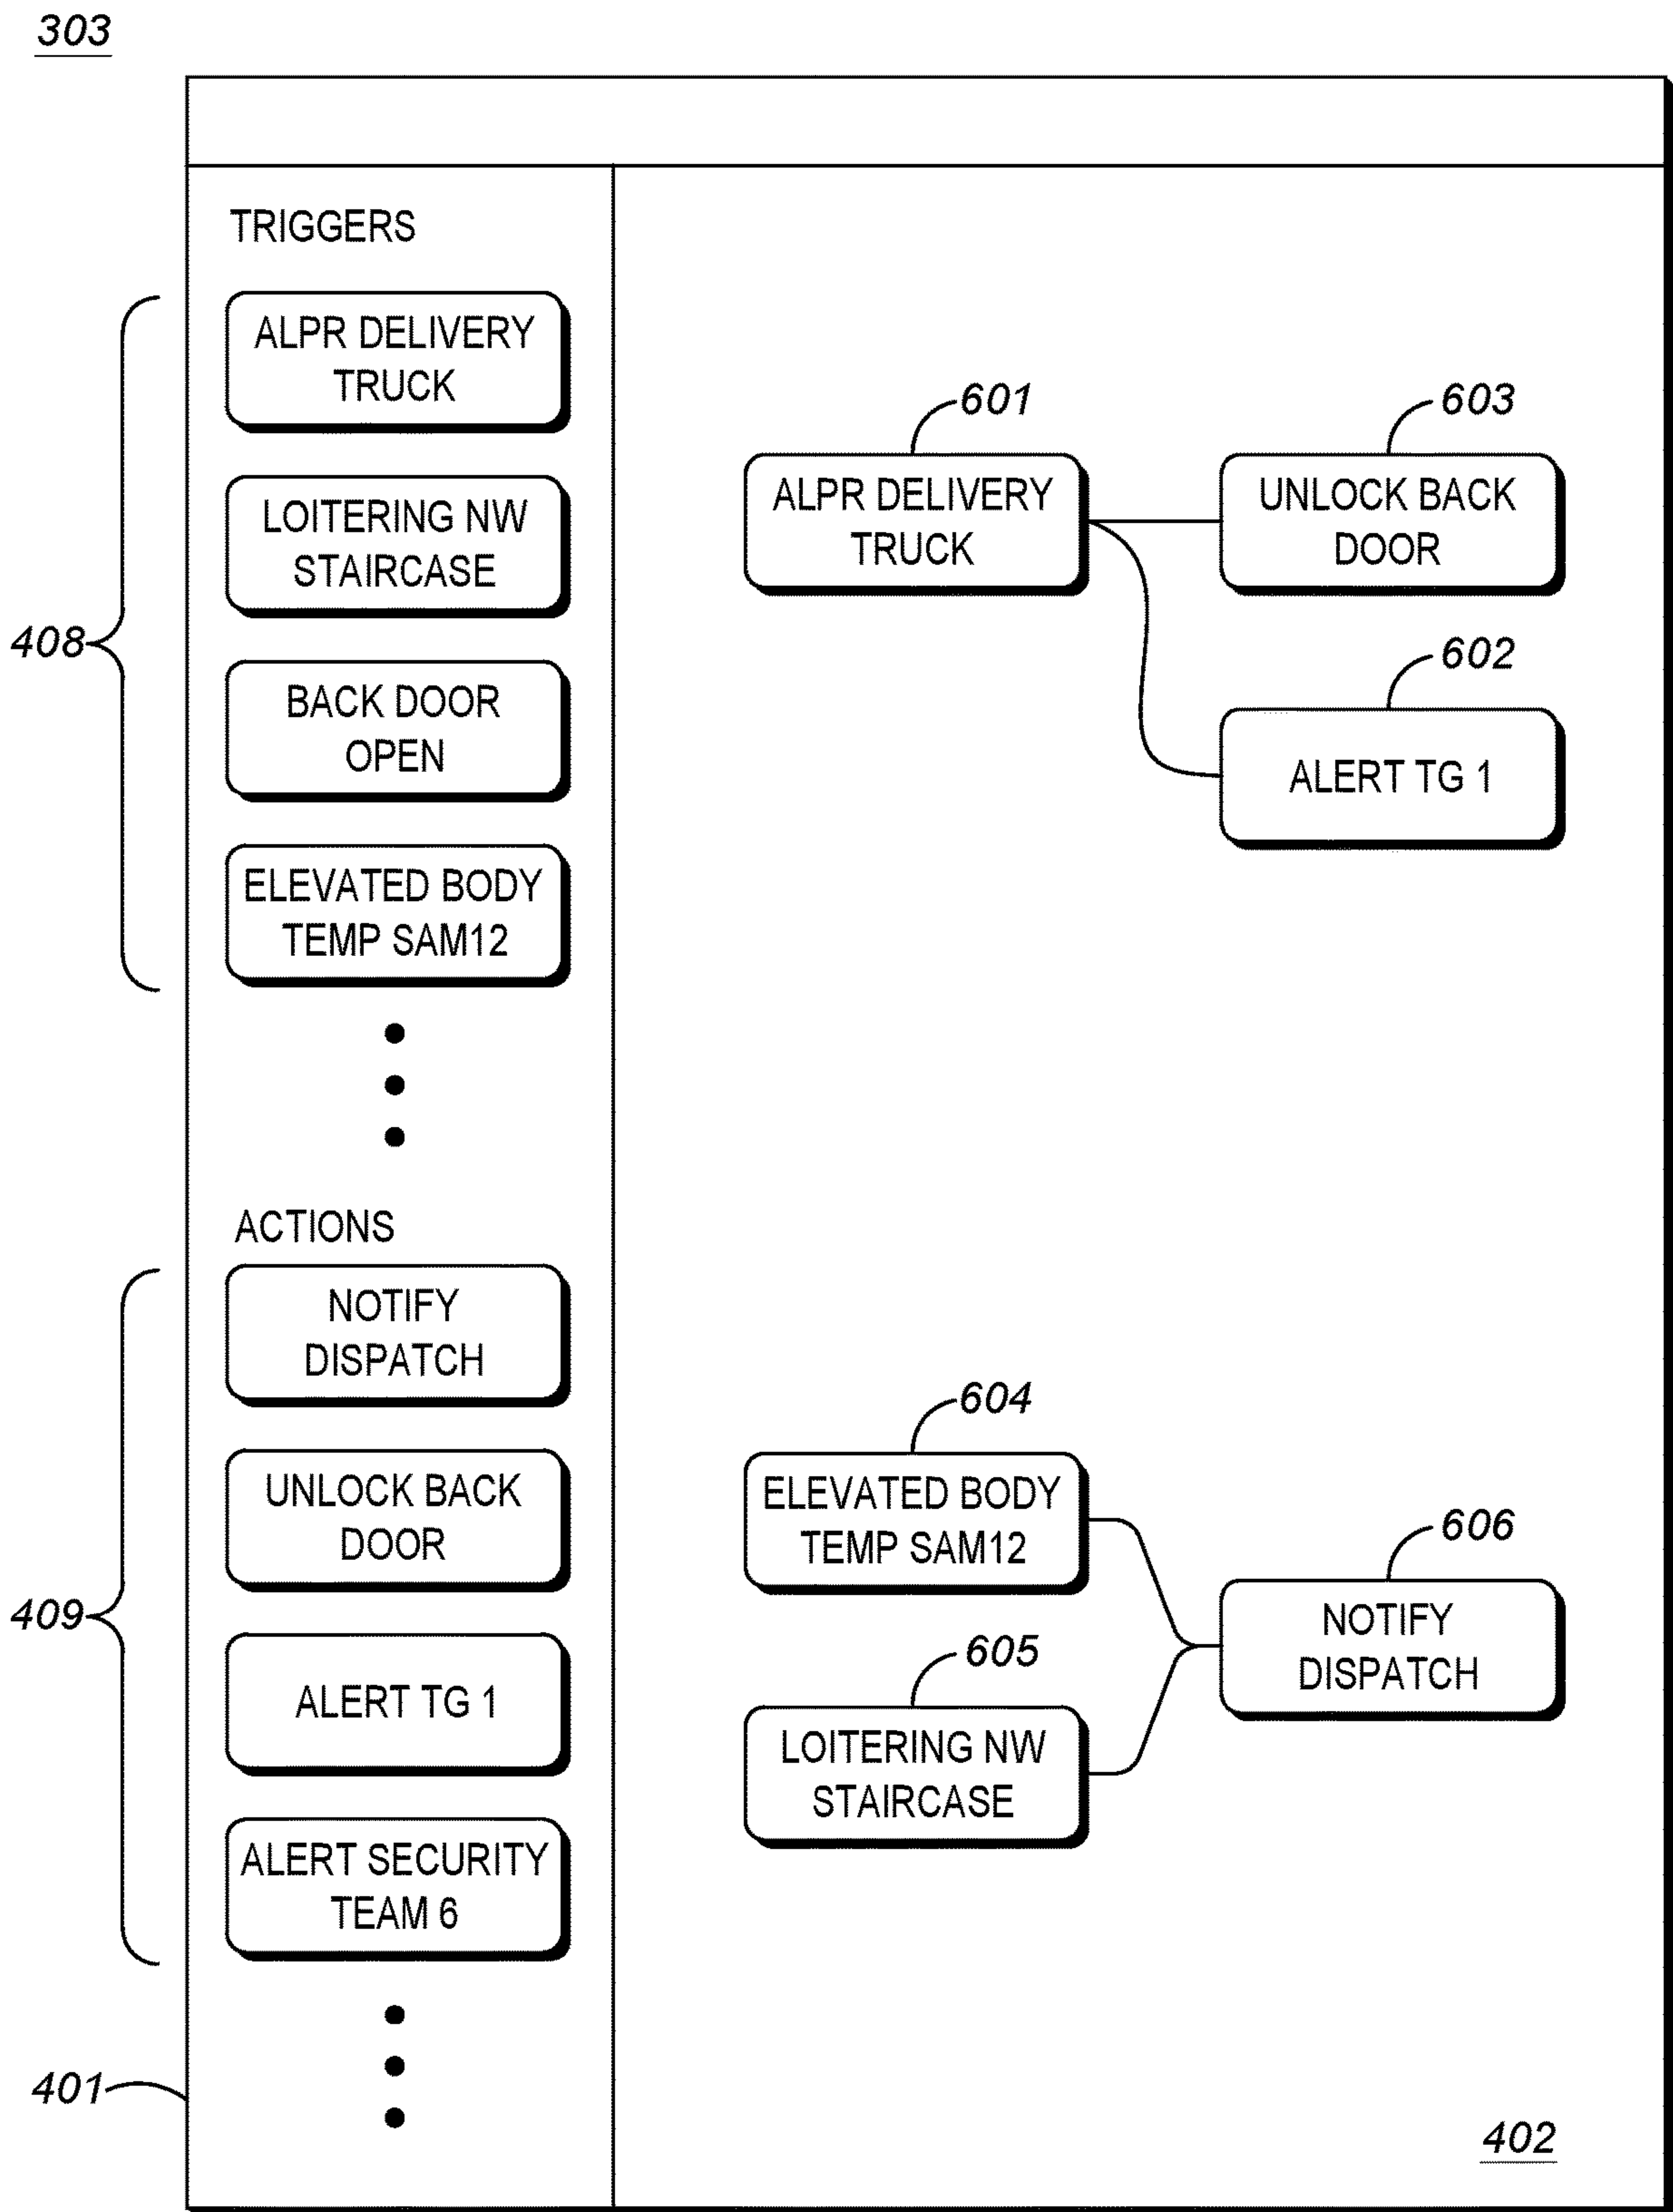 303
TRIGGERS
ALPR DELIVERY
TRUCK
LOITERING NW
STAIRCASE
408
BACK DOOR
OPEN
ELEVATED BODY
TEMP SAM12
ACTIONS
NOTIFY
DISPATCH
UNLOCK BACK
DOOR
409
ALERT TG 1
ALERT SECURITY
TEAM 6
401
601
ALPR DELIVERY
TRUCK
603
UNLOCK BACK
DOOR
602
ALERT TG 1
604
ELEVATED BODY
TEMP SAM12
605
LOITERING NW
STAIRCASE
606
NOTIFY
DISPATCH
402